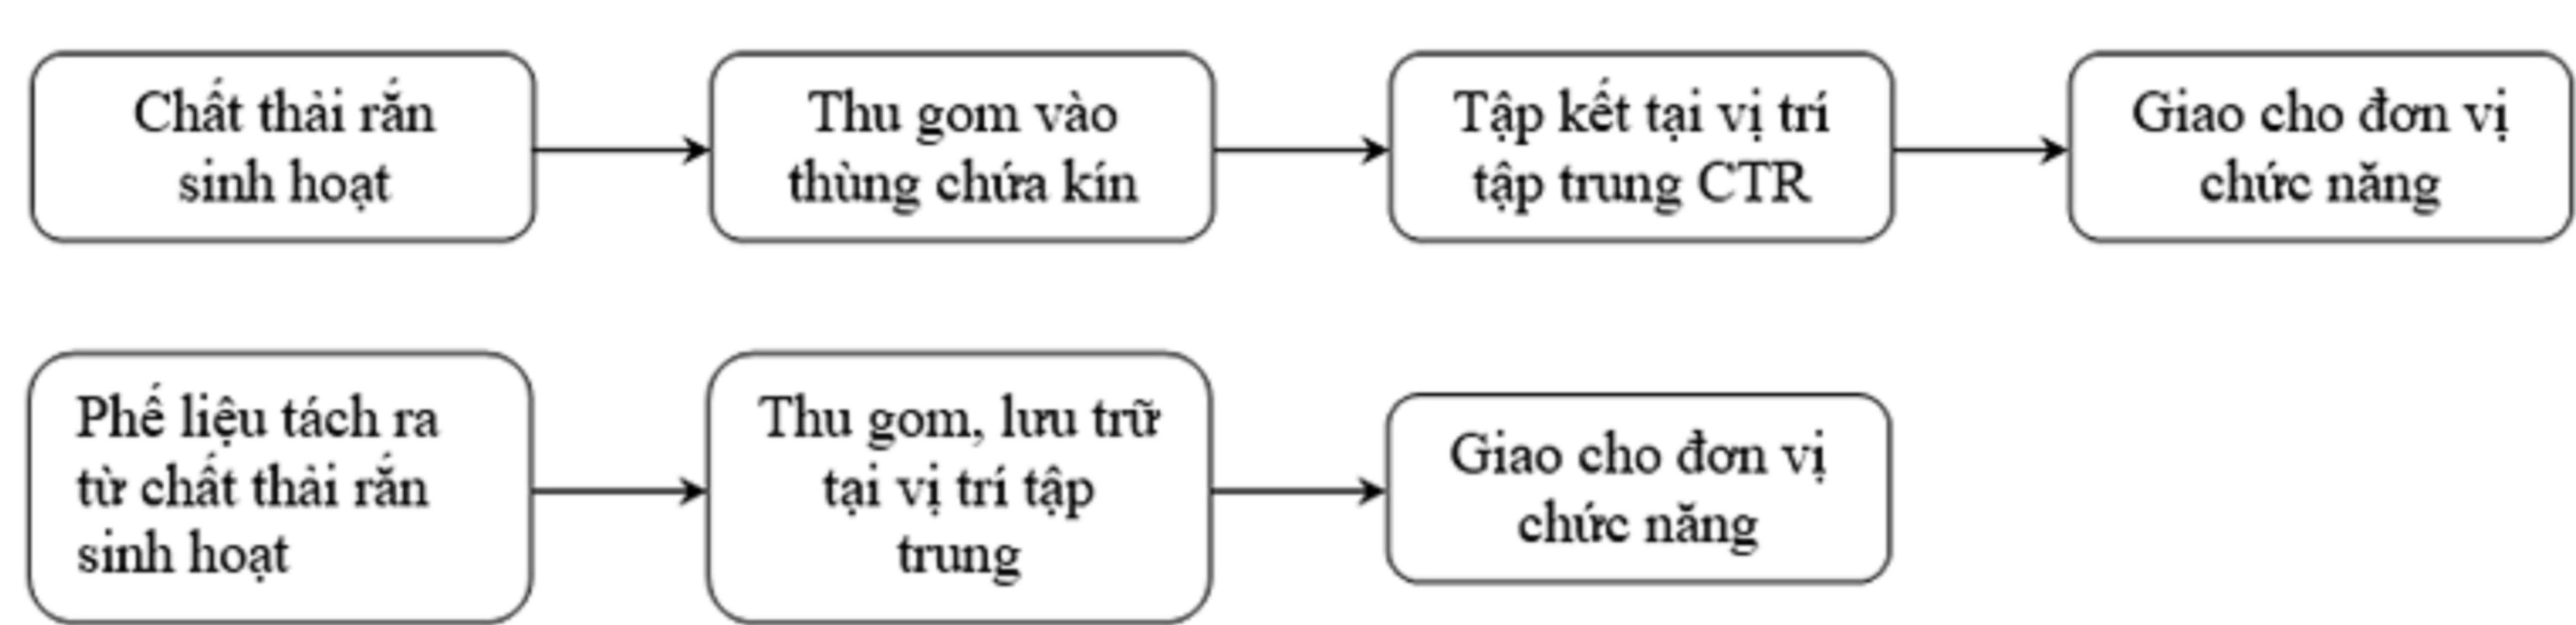 Chất thải rắn
sinh hoạt
Thu gom vào
thùng chứa kín
Tập kết tại vị trí
tập trung CTR
Giao cho đơn vị
chức năng
Phế liệu tách ra
từ chất thải rắn
sinh hoạt
Thu gom, lưu trữ
tại vị trí tập
trung
Giao cho đơn vị
chức năng